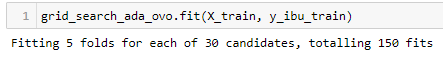 1 grid_search_ada_ovo.fit(X_train, y_ibu_train)
Fitting 5 folds for each of 30 candidates, totalling 150 fits